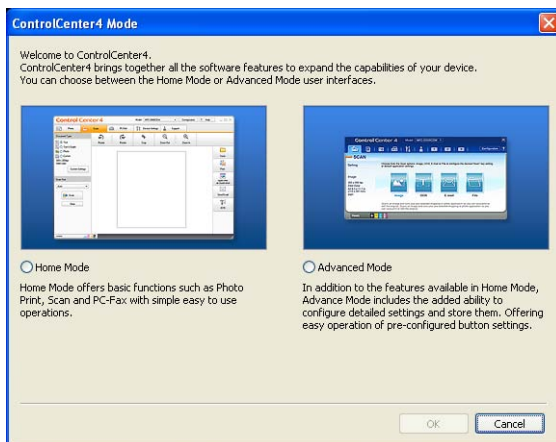 ControlCenter4 Mode
Welcome to ControlCenter4.
ControlCenter4 brings together all the software features to expand the capabilities of your device.
You can choose between the Home Mode or Advanced Mode user interfaces.
Control Center 4
Control Center 4
SCAN
Home Mode
Advanced Mode
Home Mode offers basic functions such as Photo
Print, Scan and PC-Fax with simple easy to use
operations.
In addition to the features available in Home Mode,
Advance Mode includes the added ability to
configure detailed settings and store them. Offering
easy operation of pre-configured button settings.
OK
Cancel